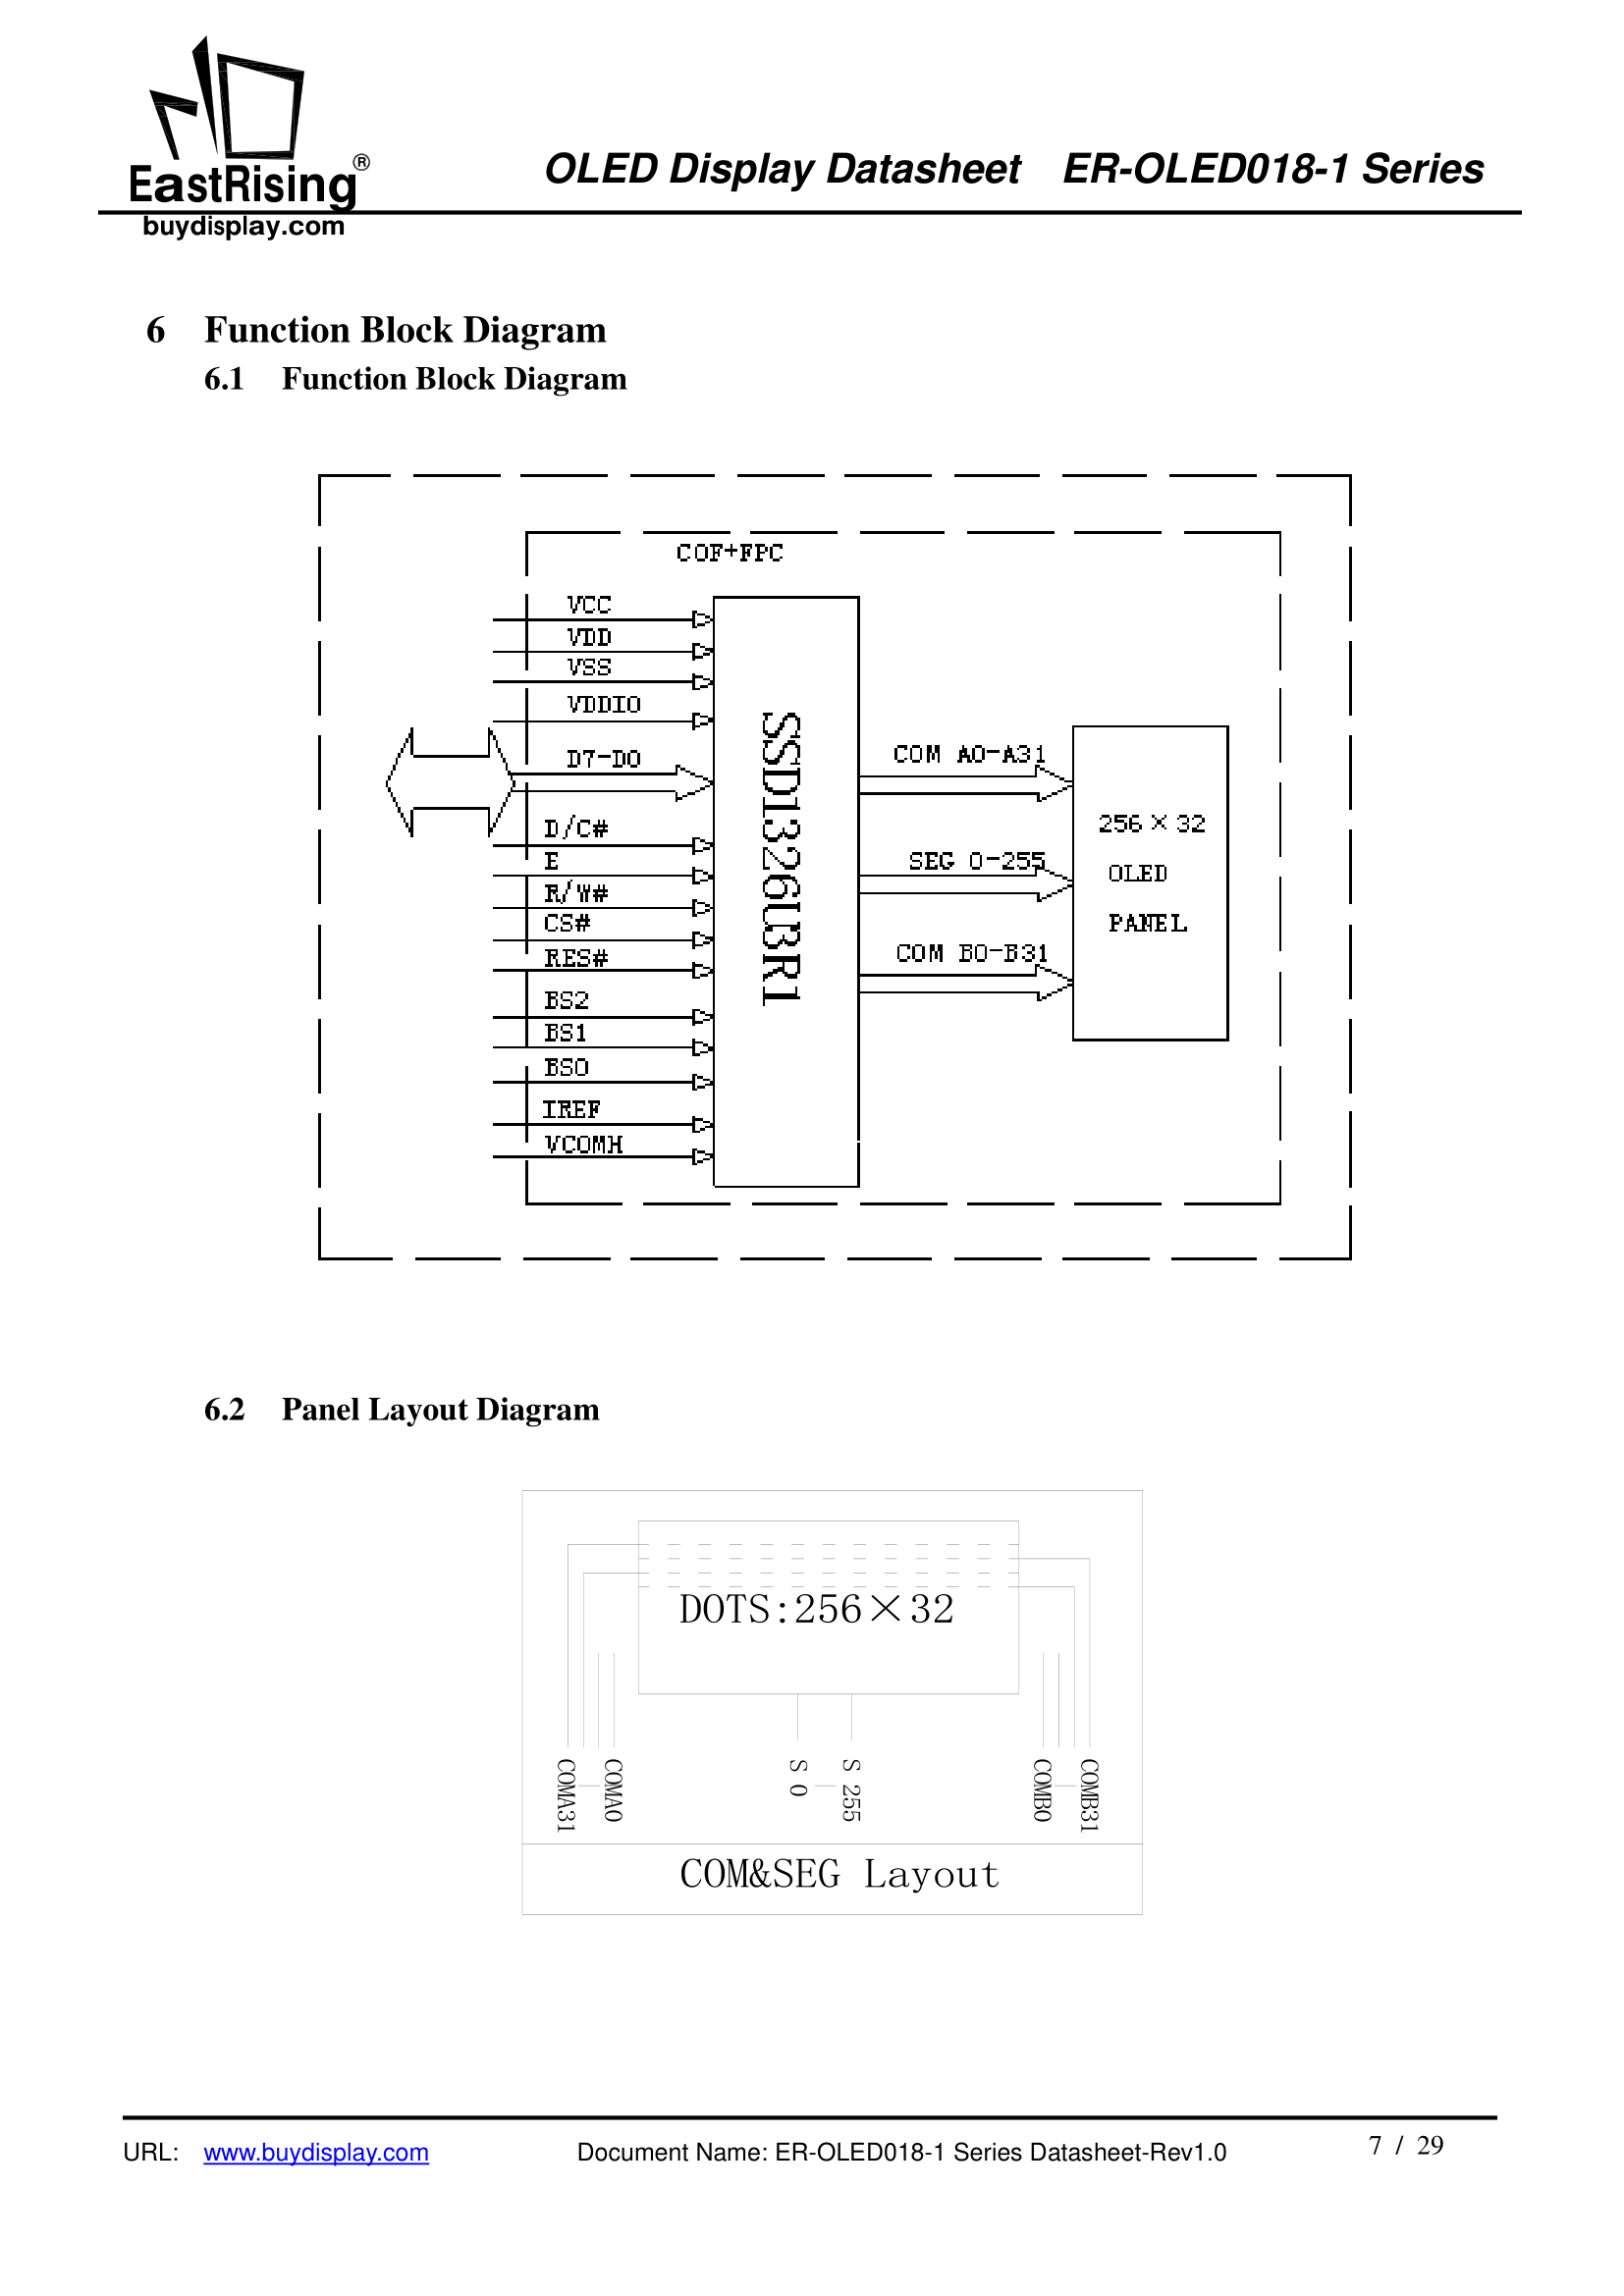 EastRising®
buydisplay.com
OLED Display Datasheet ER-OLED018-1 Series
6 Function Block Diagram
6.1 Function Block Diagram
COF+FPC
VCC
VDD
VSS
VDDIO
D7-D0
D/C#
E
R/W#
CS#
RES#
BS2
BS1
BS0
IREF
VCOMH
SSD1326U3R1
COM A0-A31
SEG 0-255
COM B0-B31
256×32
OLED
PANEL
6.2 Panel Layout Diagram
DOTS:256×32
COMA31
COMA0
S 0
S 255
COMB0
COMB31
COM&SEG Layout
URL: www.buydisplay.com Document Name: ER-OLED018-1 Series Datasheet-Rev1.0 7 / 29